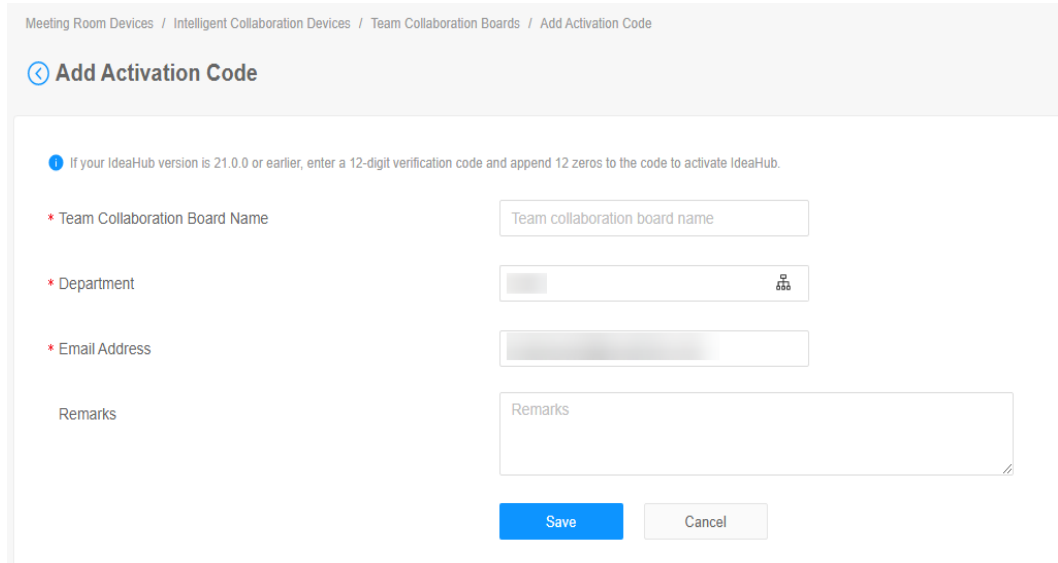 Meeting Room Devices / Intelligent Collaboration Devices / Team Collaboration Boards / Add Activation Code
Add Activation Code
If your IdeaHub version is 21.0.0 or earlier, enter a 12-digit verification code and append 12 zeros to the code to activate IdeaHub.
* Team Collaboration Board Name Team collaboration board name
* Department
* Email Address
Remarks Remarks
Save Cancel